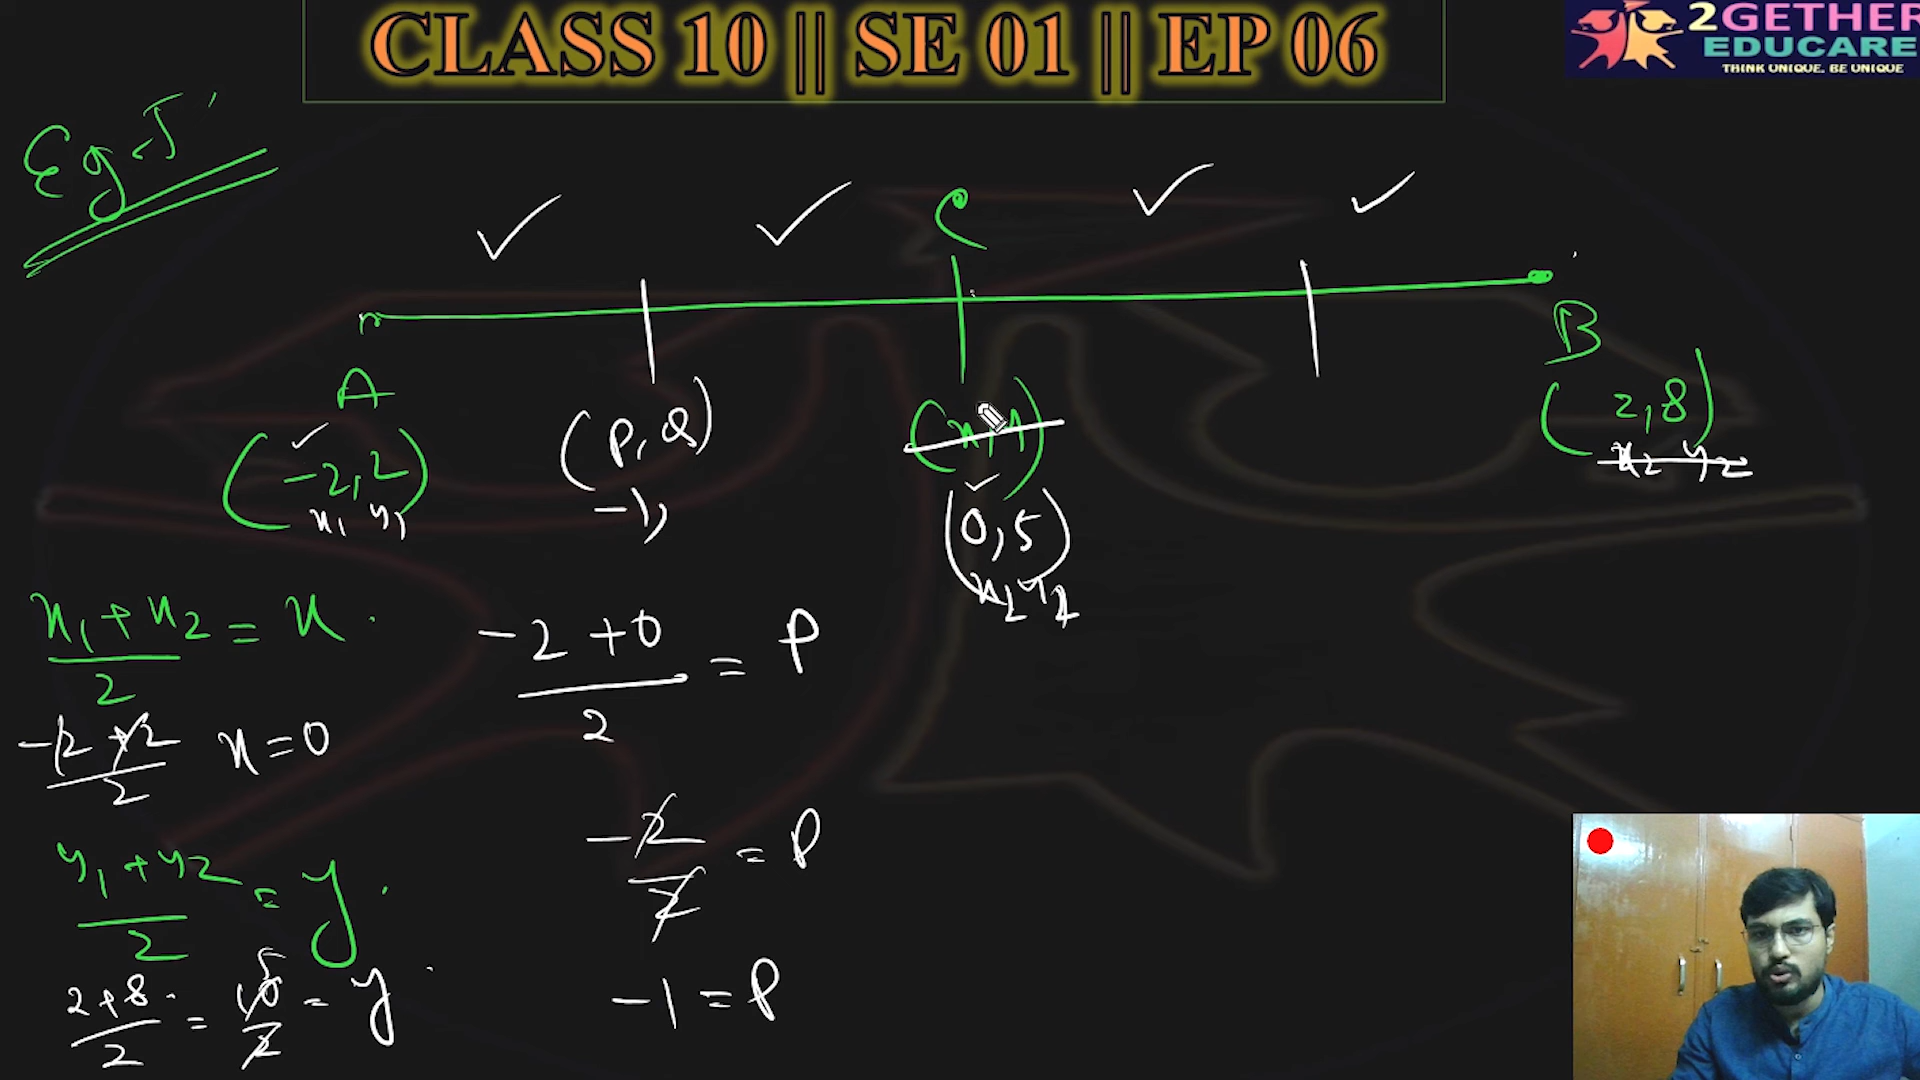 CLASS 10 || SE 01 || EP 06
2GETHER
EDUCARE
THINK UNIQUE. BE UNIQUE
C
A
B
(-2, 2)
x₁ y₁
(P, Q)
-1,
(x, y)
(0, 5)
x₂ y₂
(2, 8)
x₂ y₂
x₁ + x₂ / 2 = x
-2 + 2 / 2 x = 0
y₁ + y₂ / 2 = y
2 + 8 / 2 = 10 / 2 = y
5
-2 + 0 / 2 = P
-2 / 2 = P
-1 = P